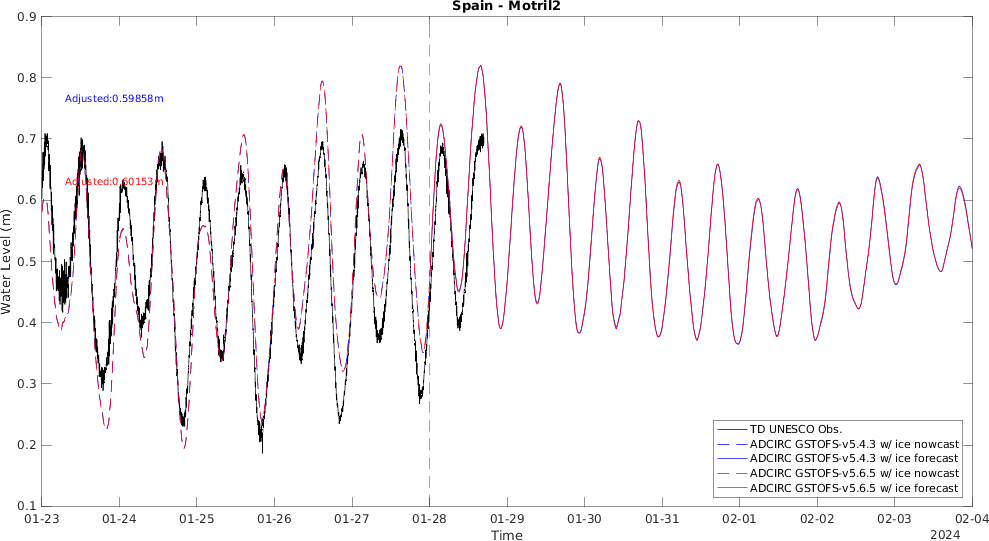 Spain - Motril2
0.9
0.8
0.7
0.6
0.5
0.4
0.3
0.2
0.1
Water Level (m)
Adjusted:0.59858m
Adjusted:0.60153m
TD UNESCO Obs.
ADCIRC GSTOFS-v5.4.3 w/ ice nowcast
ADCIRC GSTOFS-v5.4.3 w/ ice forecast
ADCIRC GSTOFS-v5.6.5 w/ ice nowcast
ADCIRC GSTOFS-v5.6.5 w/ ice forecast
01-23 01-24 01-25 01-26 01-27 01-28 01-29 01-30 01-31 02-01 02-02 02-03 02-04
Time
2024